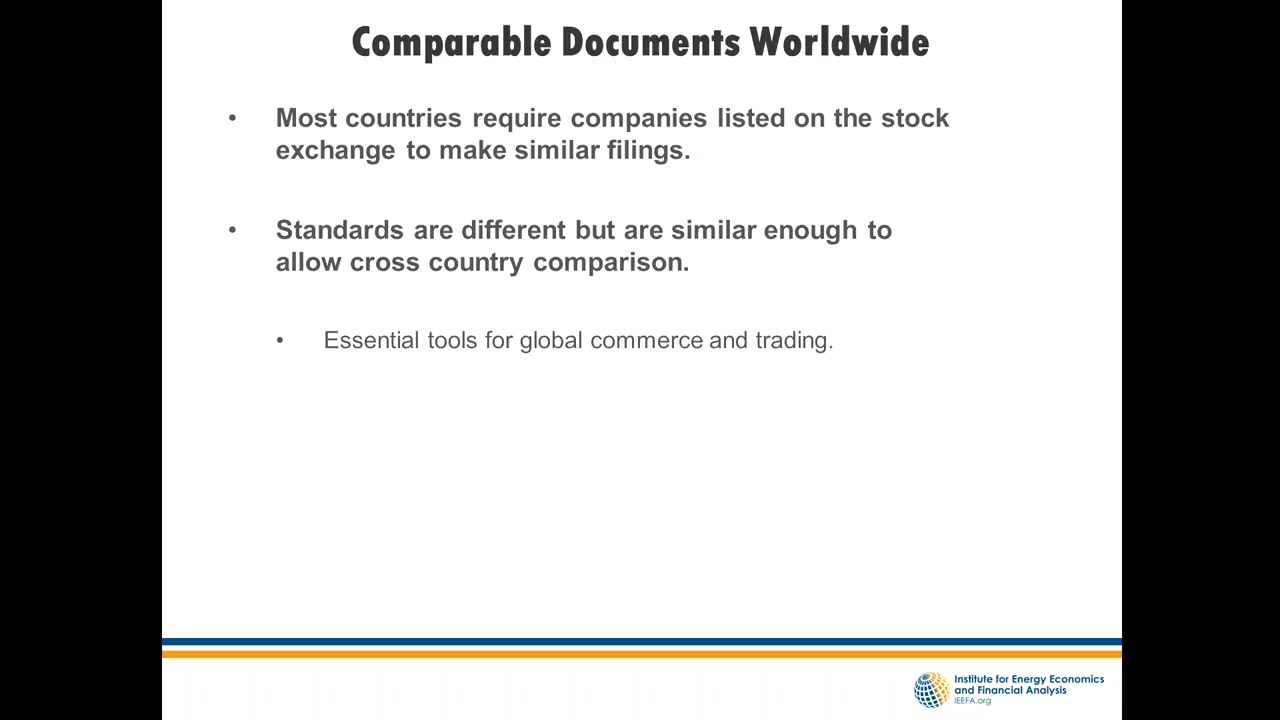 Comparable Documents Worldwide
• Most countries require companies listed on the stock
exchange to make similar filings.
• Standards are different but are similar enough to
allow cross country comparison.
• Essential tools for global commerce and trading.
Institute for Energy Economics
and Financial Analysis
IEEFA.org